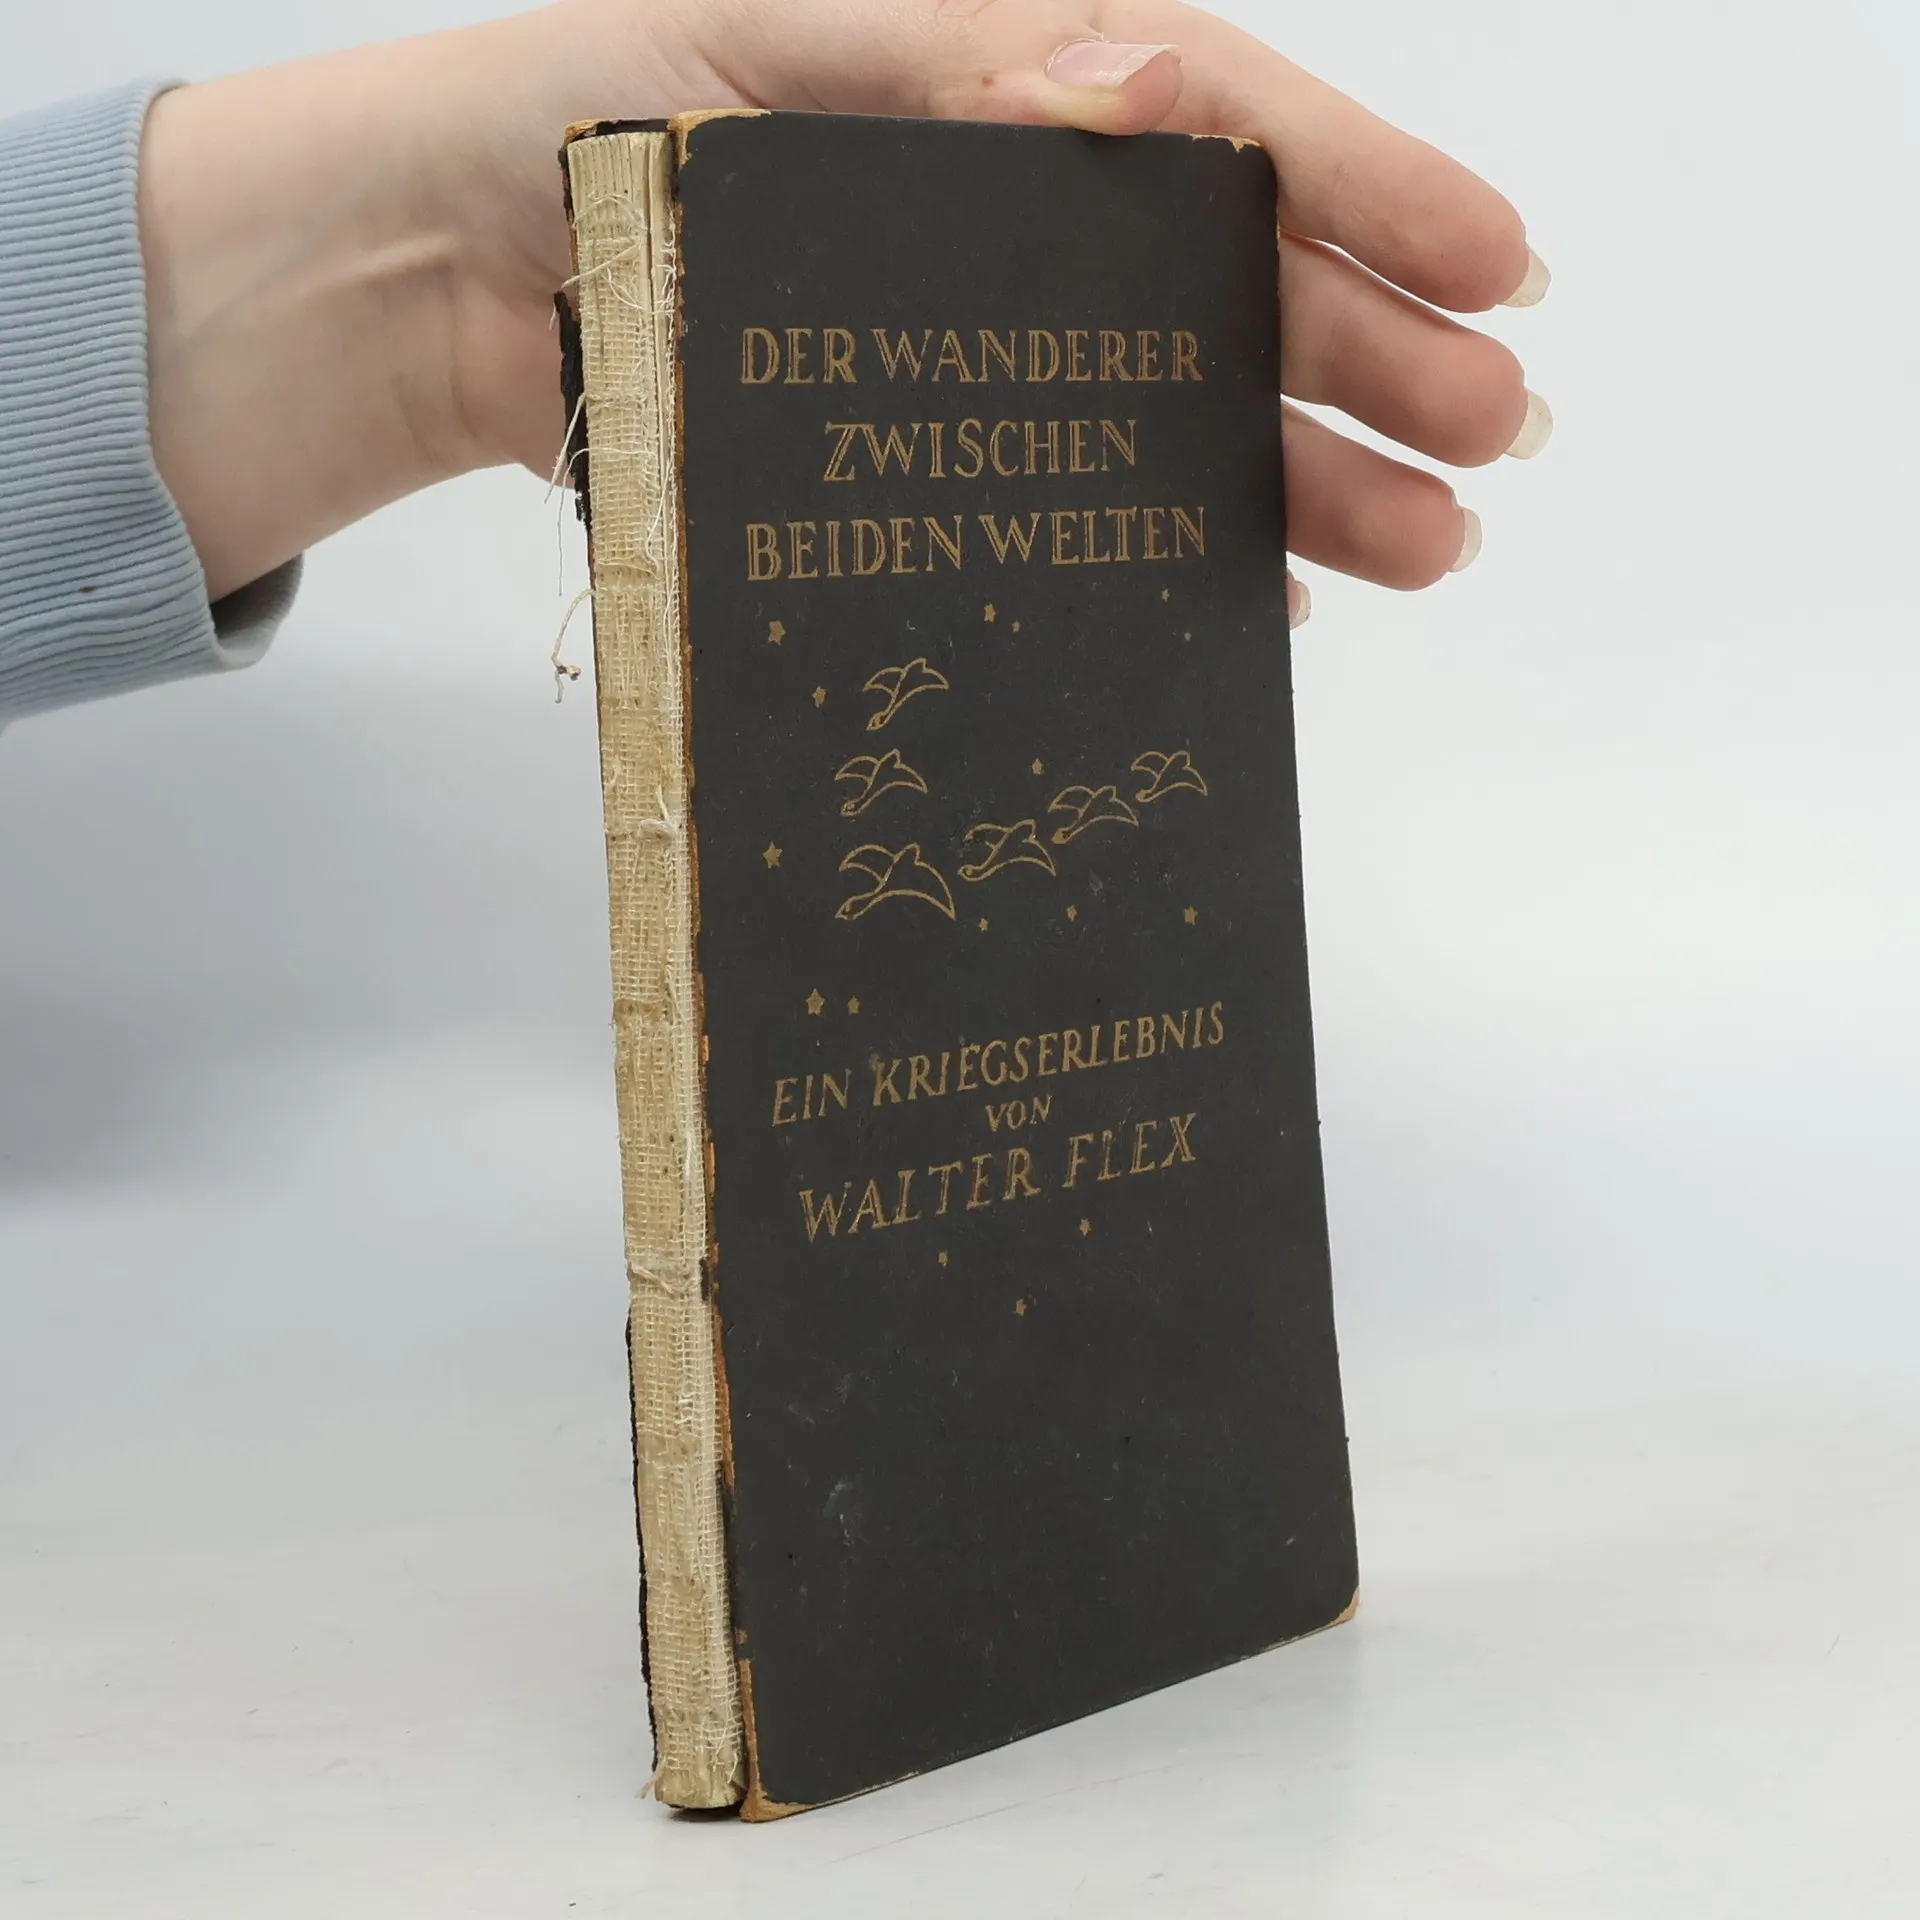 DER WANDERER
ZWISCHEN
BEIDEN WELTEN
EIN KRIEGSERLEBNIS
VON
WALTER FLEX